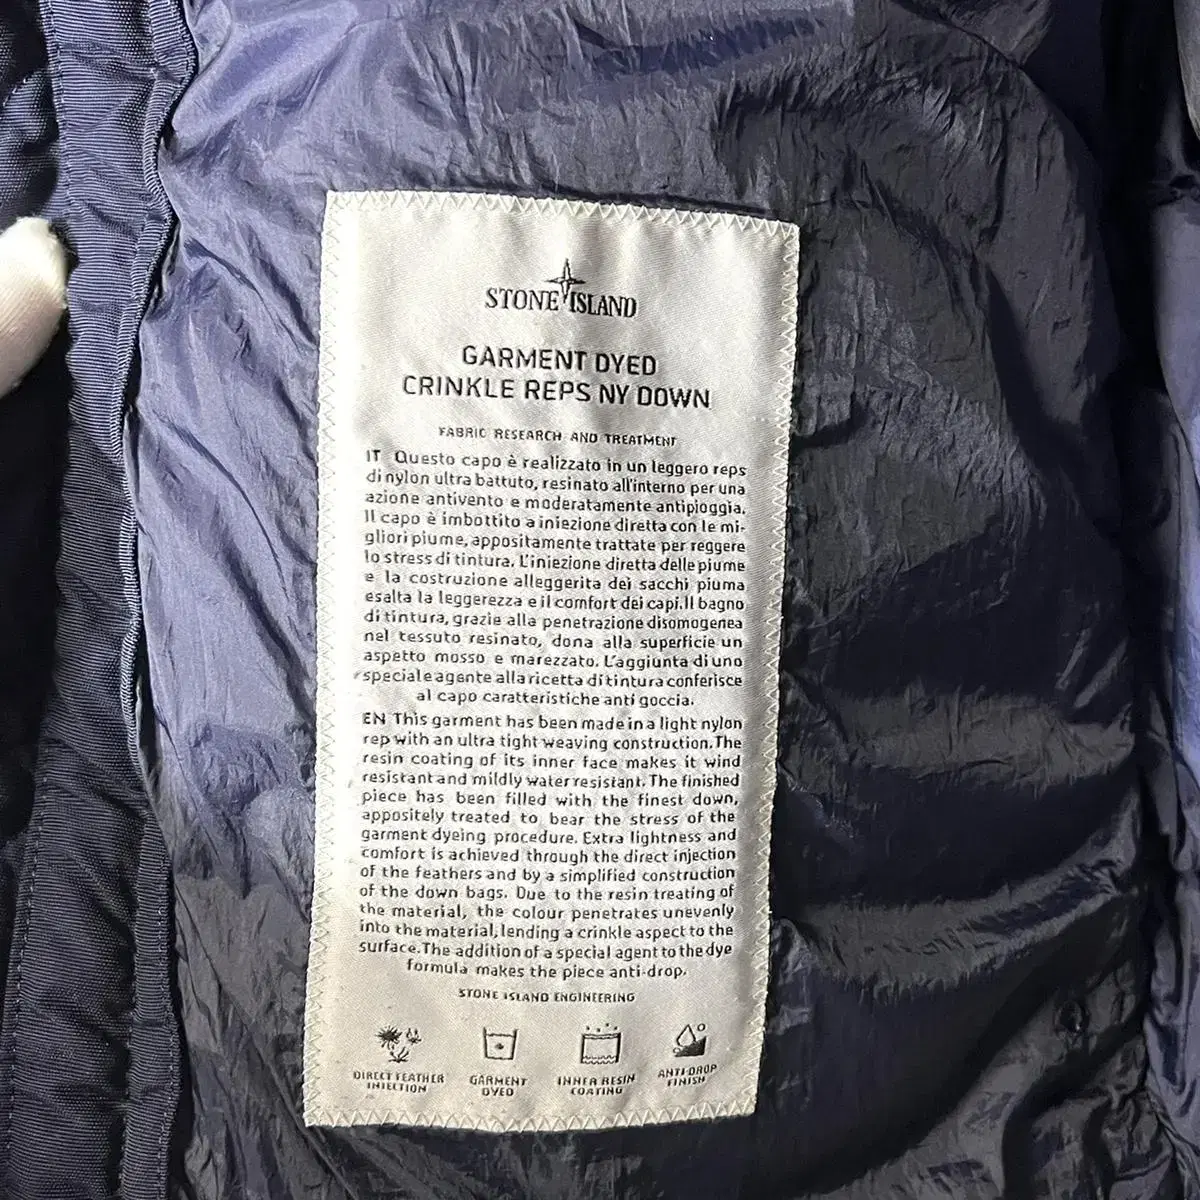 STONE ISLAND
GARMENT DYED
CRINKLE REPS NY DOWN
FABRIC RESEARCH AND TREATMENT
IT Questo capo è realizzato in un leggero reps
di nylon ultra battuto, resinato all'interno per una
azione antivento e moderatamente antipioggia.
Il capo è imbottito a iniezione diretta con le mi-
gliori piume, appositamente trattate per reggere
lo stress di tintura. L'iniezione diretta delle piume
e la costruzione alleggerita dei sacchi piuma
esalta la leggerezza e il comfort dei capi. Il bagno
di tintura, grazie alla penetrazione disomogenea
nel tessuto resinato, dona alla superficie un
aspetto mosso e marezzato. L'aggiunta di uno
speciale agente alla ricetta di tintura conferisce
al capo caratteristiche anti goccia.
EN This garment has been made in a light nylon
rep with an ultra tight weaving construction. The
resin coating of its inner face makes it wind
resistant and mildly water resistant. The finished
piece has been filled with the finest down,
appositely treated to bear the stress of the
garment dyeing procedure. Extra lightness and
comfort is achieved through the direct injection
of the feathers and by a simplified construction
of the down bags. Due to the resin treating of
the material, the colour penetrates unevenly
into the material, lending a crinkle aspect to the
surface. The addition of a special agent to the dye
formula makes the piece anti-drop.
STONE ISLAND ENGINEERING
DIRECT FEATHER
INJECTION
GARMENT
DYED
INNER RESIN
COATING
ANTI DROP
FINISH